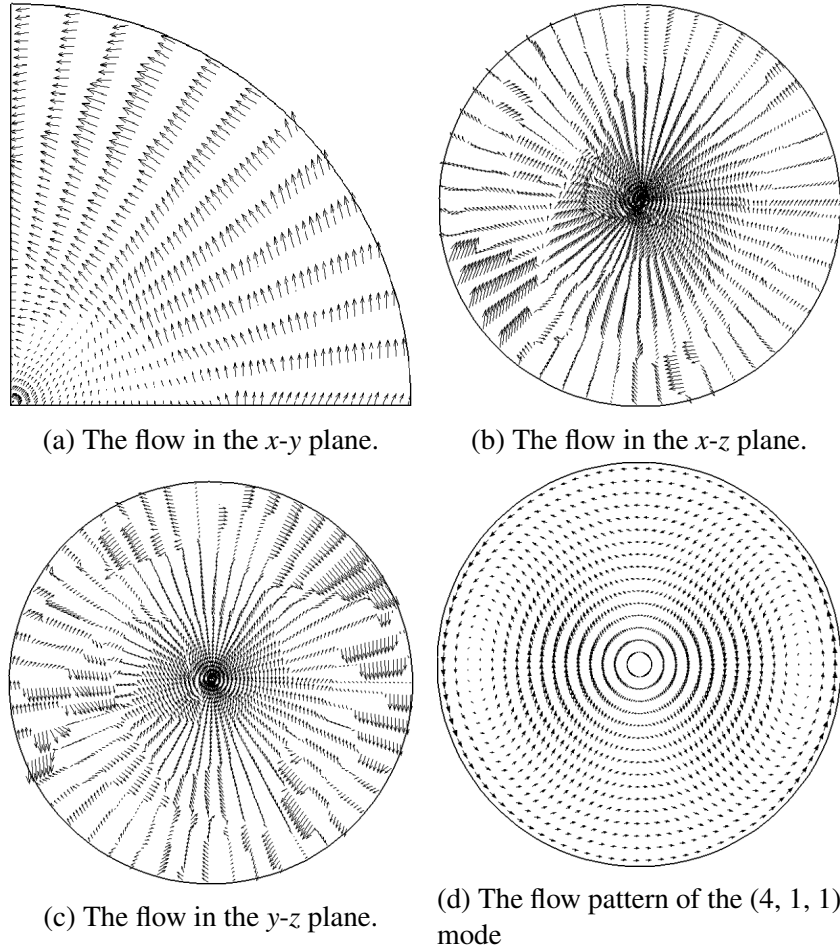 (a) The flow in the x-y plane.
(b) The flow in the x-z plane.
(c) The flow in the y-z plane.
(d) The flow pattern of the (4, 1, 1)
mode